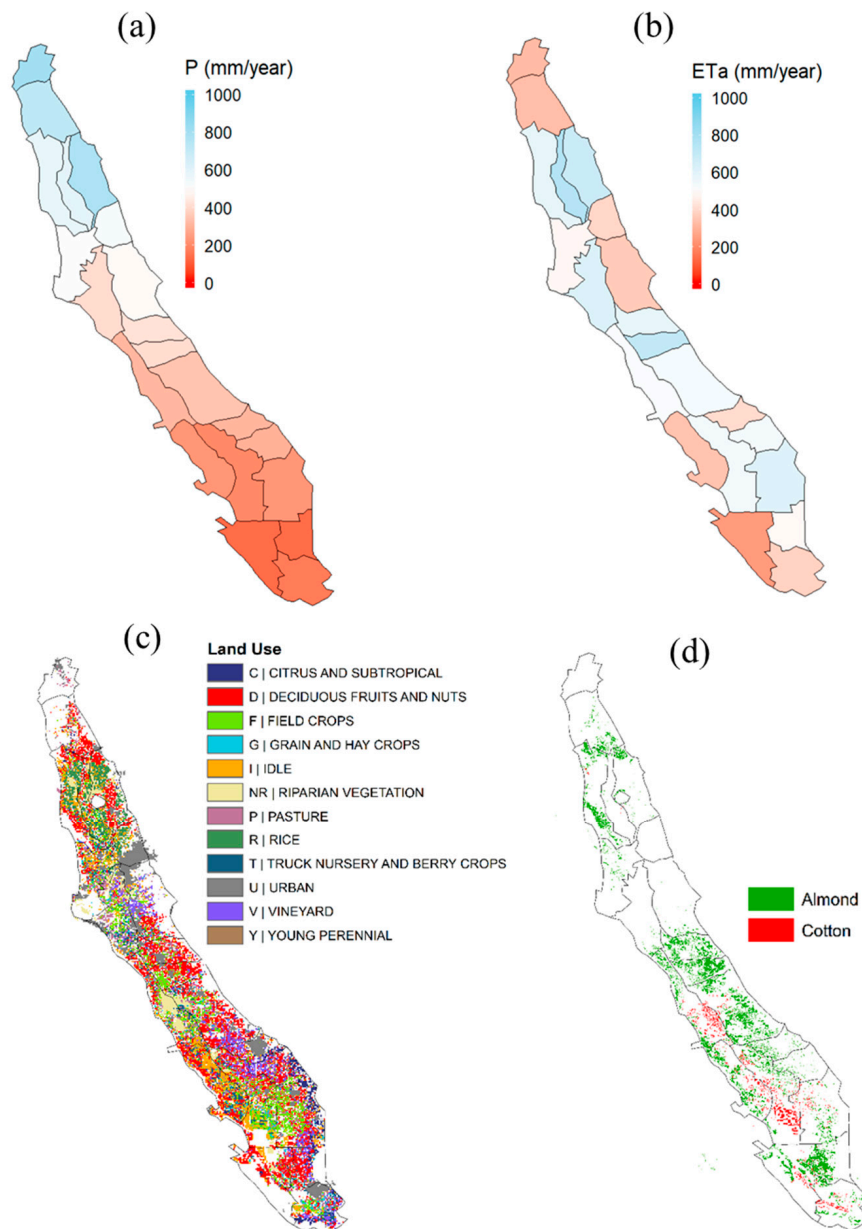 (a)
P (mm/year)
1000
800
600
400
200
0
(b)
ETa (mm/year)
1000
800
600
400
200
0
(c)
Land Use
C | CITRUS AND SUBTROPICAL
D | DECIDUOUS FRUITS AND NUTS
F | FIELD CROPS
G | GRAIN AND HAY CROPS
I | IDLE
NR | RIPARIAN VEGETATION
P | PASTURE
R | RICE
T | TRUCK NURSERY AND BERRY CROPS
U | URBAN
V | VINEYARD
Y | YOUNG PERENNIAL
(d)
Almond
Cotton